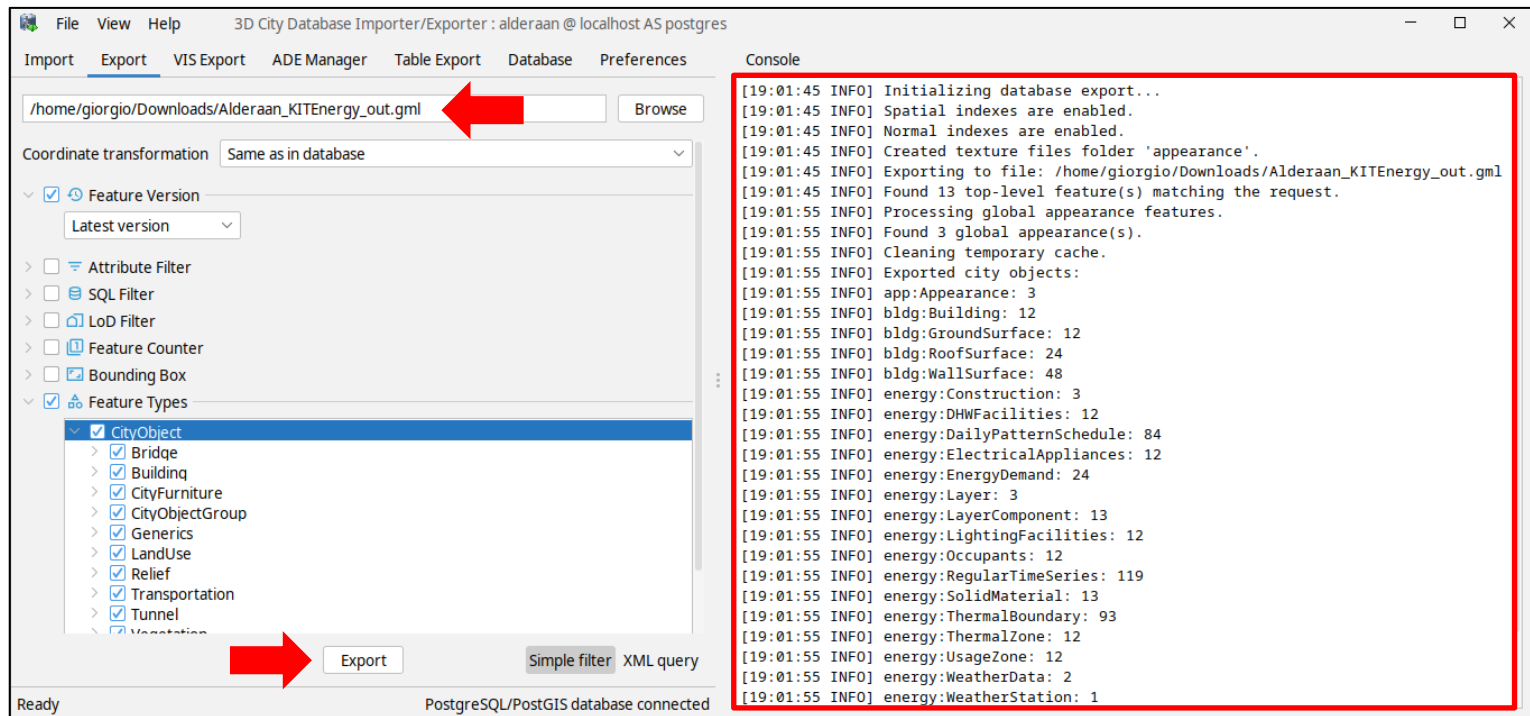 File View Help 3D City Database Importer/Exporter : alderaan @ localhost AS postgres
Import Export VIS Export ADE Manager Table Export Database Preferences
/home/giorgio/Downloads/Alderaan_KITEnergy_out.gml Browse
Coordinate transformation Same as in database
Feature Version
Latest version
Attribute Filter
SQL Filter
LoD Filter
Feature Counter
Bounding Box
Feature Types
CityObject
Bridge
Building
CityFurniture
CityObjectGroup
Generics
LandUse
Relief
Transportation
Tunnel
Vegetation
Export Simple filter XML query
Ready PostgreSQL/PostGIS database connected
Console
[19:01:45 INFO] Initializing database export...
[19:01:45 INFO] Spatial indexes are enabled.
[19:01:45 INFO] Normal indexes are enabled.
[19:01:45 INFO] Created texture files folder 'appearance'.
[19:01:45 INFO] Exporting to file: /home/giorgio/Downloads/Alderaan_KITEnergy_out.gml
[19:01:45 INFO] Found 13 top-level feature(s) matching the request.
[19:01:55 INFO] Processing global appearance features.
[19:01:55 INFO] Found 3 global appearance(s).
[19:01:55 INFO] Cleaning temporary cache.
[19:01:55 INFO] Exported city objects:
[19:01:55 INFO] app:Appearance: 3
[19:01:55 INFO] bldg:Building: 12
[19:01:55 INFO] bldg:GroundSurface: 12
[19:01:55 INFO] bldg:RoofSurface: 24
[19:01:55 INFO] bldg:WallSurface: 48
[19:01:55 INFO] energy:Construction: 3
[19:01:55 INFO] energy:DHWFacilities: 12
[19:01:55 INFO] energy:DailyPatternSchedule: 84
[19:01:55 INFO] energy:ElectricalAppliances: 12
[19:01:55 INFO] energy:EnergyDemand: 24
[19:01:55 INFO] energy:Layer: 3
[19:01:55 INFO] energy:LayerComponent: 13
[19:01:55 INFO] energy:LightingFacilities: 12
[19:01:55 INFO] energy:Occupants: 12
[19:01:55 INFO] energy:RegularTimeSeries: 119
[19:01:55 INFO] energy:SolidMaterial: 13
[19:01:55 INFO] energy:ThermalBoundary: 93
[19:01:55 INFO] energy:ThermalZone: 12
[19:01:55 INFO] energy:UsageZone: 12
[19:01:55 INFO] energy:WeatherData: 2
[19:01:55 INFO] energy:WeatherStation: 1